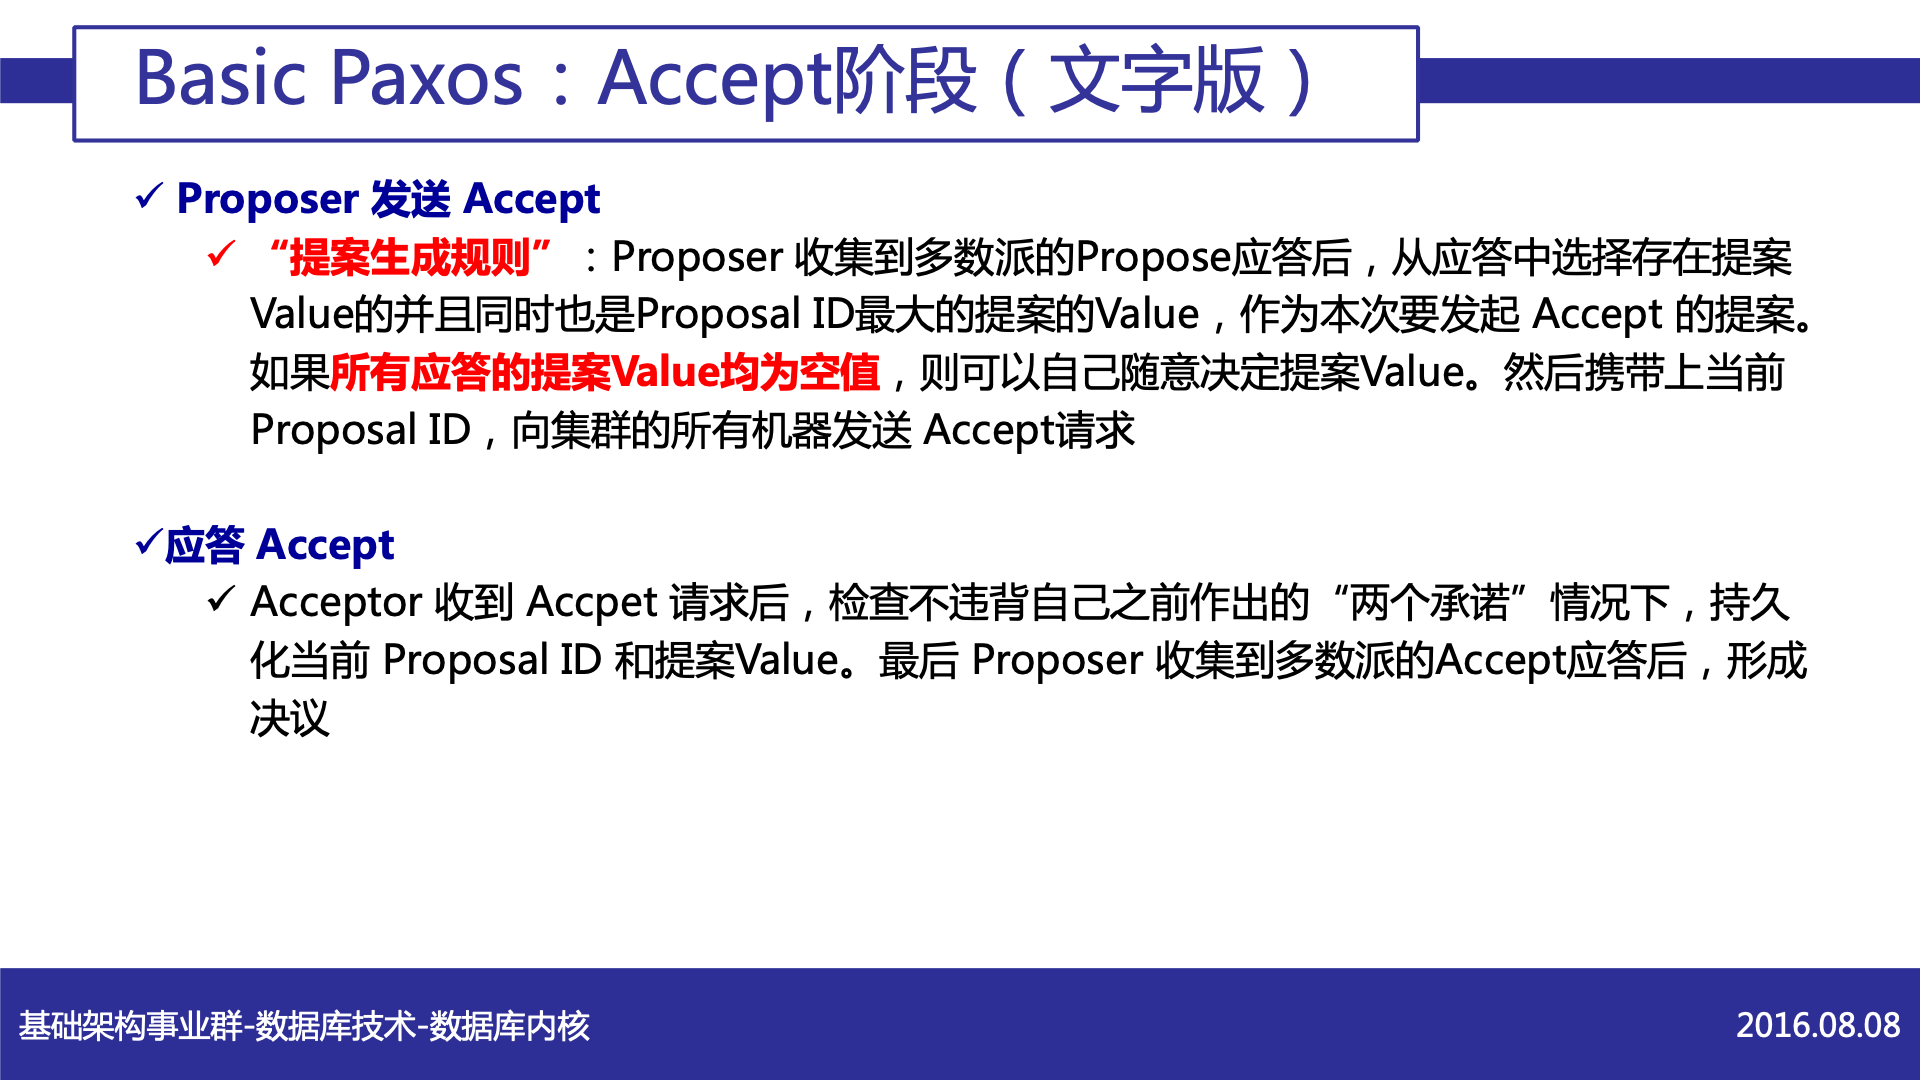 Basic Paxos：Accept阶段（文字版）
✓ Proposer 发送 Accept
✓ “提案生成规则”：Proposer 收集到多数派的Propose应答后，从应答中选择存在提案
Value的并且同时也是Proposal ID最大的提案的Value，作为本次要发起 Accept 的提案。
如果所有应答的提案Value均为空值，则可以自己随意决定提案Value。然后携带上当前
Proposal ID，向集群的所有机器发送 Accept请求
✓应答 Accept
✓ Acceptor 收到 Accpet 请求后，检查不违背自己之前作出的“两个承诺”情况下，持久
化当前 Proposal ID 和提案Value。最后 Proposer 收集到多数派的Accept应答后，形成
决议
基础架构事业群-数据库技术-数据库内核
2016.08.08